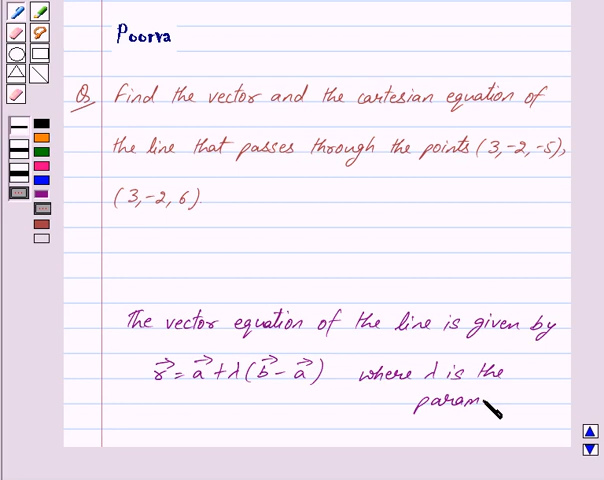 Poorva
Q. Find the vector and the cartesian equation of
the line that passes through the points (3,-2,-5),
(3,-2, 6).
The vector equation of the line is given by
r⃗ = a⃗ + λ(b⃗ - a⃗) where λ is the
param